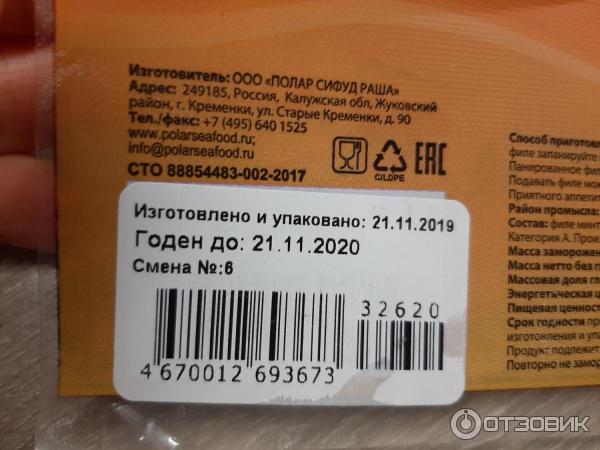 Изготовитель: ООО «ПОЛАР СИФУД РАША»
Адрес: 249185, Россия, Калужская обл, Жуковский
район, г. Кременки, ул. Старые Кременки, д. 90
Тел./факс: +7 (495) 640 1525
www.polarseafood.ru
info@polarseafood.ru
СТО 88854483-002-2017
C/LDPE
EAC
Изготовлено и упаковано: 21.11.2019
Годен до: 21.11.2020
Смена №:6
32620
4 670012 693673
Способ приготовл
филе запанируйте
Панированное фил
Подавать филе мож
Приятного аппетит
Район промысла:
Состав: филе минт
Категория А. Прои
Масса заморожен
Масса нетто без г
Массовая доля гл
Энергетическая ц
Пищевая ценност
Срок годности пр
изготовления и упа
Продукт подлежит
Повторно не замор
ОТЗОВИК